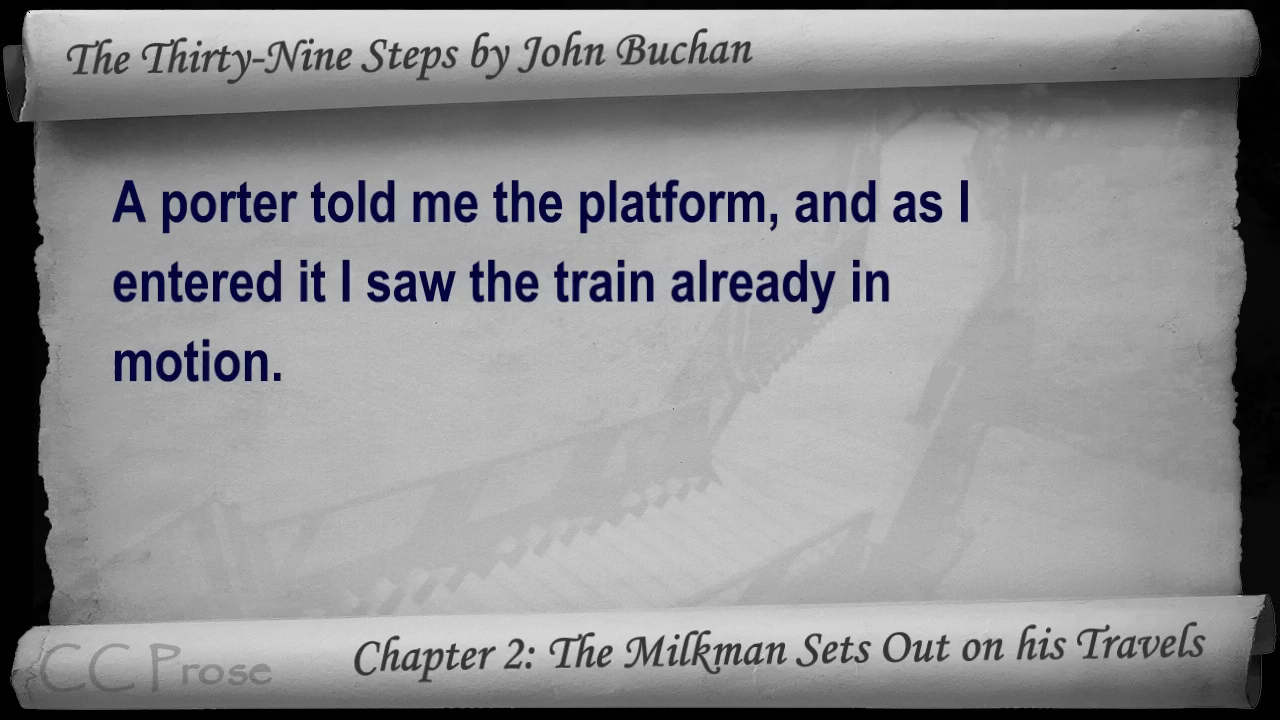 The Thirty-Nine Steps by John Buchan
A porter told me the platform, and as I
entered it I saw the train already in
motion.
CC Prose
Chapter 2: The Milkman Sets Out on his Travels